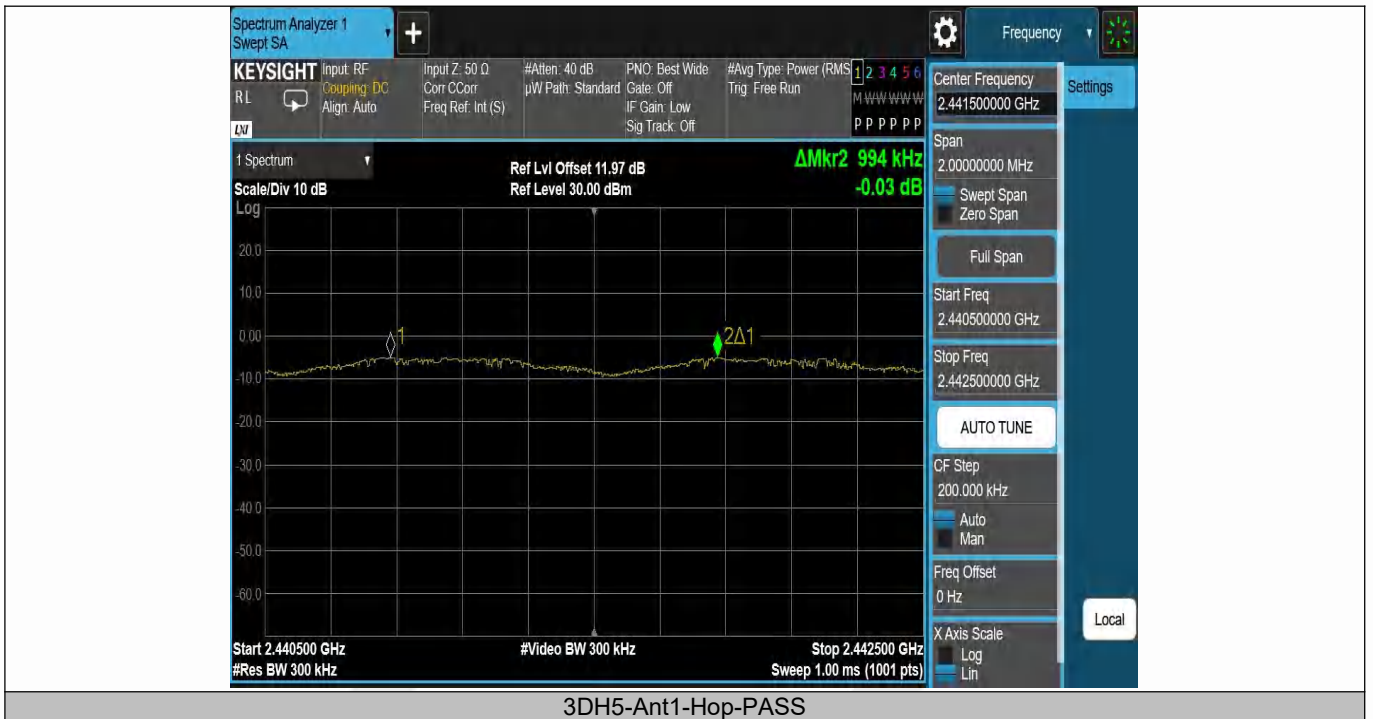 Spectrum Analyzer 1
Swept SA
+
Frequency
KEYSIGHT
RL
LXI
Input: RF
Coupling: DC
Align: Auto
Input Z: 50 Ω
Corr CCorr
Freq Ref: Int (S)
#Atten: 40 dB
µW Path: Standard
PNO: Best Wide
Gate: Off
IF Gain: Low
Sig Track: Off
#Avg Type: Power (RMS
Trig: Free Run
1 2 3 4 5 6
M W W W W W
P P P P P P
1 Spectrum
Scale/Div 10 dB
Ref Lvl Offset 11.97 dB
Ref Level 30.00 dBm
ΔMkr2 994 kHz
-0.03 dB
Log
20.0
10.0
0.00
-10.0
-20.0
-30.0
-40.0
-50.0
-60.0
1
2Δ1
Start 2.440500 GHz
#Res BW 300 kHz
#Video BW 300 kHz
Stop 2.442500 GHz
Sweep 1.00 ms (1001 pts)
Center Frequency
2.441500000 GHz
Settings
Span
2.00000000 MHz
Swept Span
Zero Span
Full Span
Start Freq
2.440500000 GHz
Stop Freq
2.442500000 GHz
AUTO TUNE
CF Step
200.000 kHz
Auto
Man
Freq Offset
0 Hz
X Axis Scale
Log
Lin
Local
3DH5-Ant1-Hop-PASS